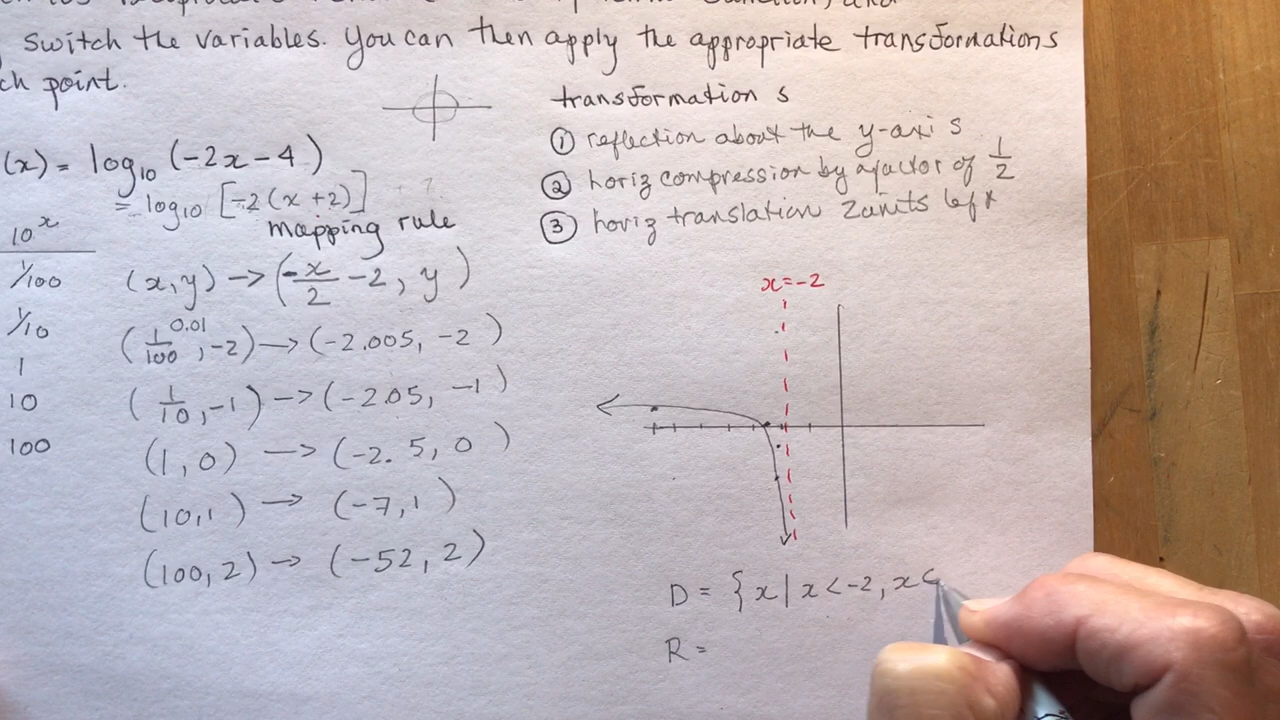 switch the variables. You can then apply the appropriate transformations
ch point.
(x) = log₁₀ (-2x - 4)
= log₁₀ [-2(x + 2)]
mapping rule
10ˣ
1/100
1/10
1
10
100
(x, y) -> (-x/2 - 2, y)
0.01
(1/100, -2) -> (-2.005, -2)
(1/10, -1) -> (-2.05, -1)
(1, 0) -> (-2.5, 0)
(10, 1) -> (-7, 1)
(100, 2) -> (-52, 2)
transformations
① reflection about the y-axis
② horiz compression by a factor of 1/2
③ horiz translation 2 units left
x = -2
D = {x | x < -2, x ∈
R =